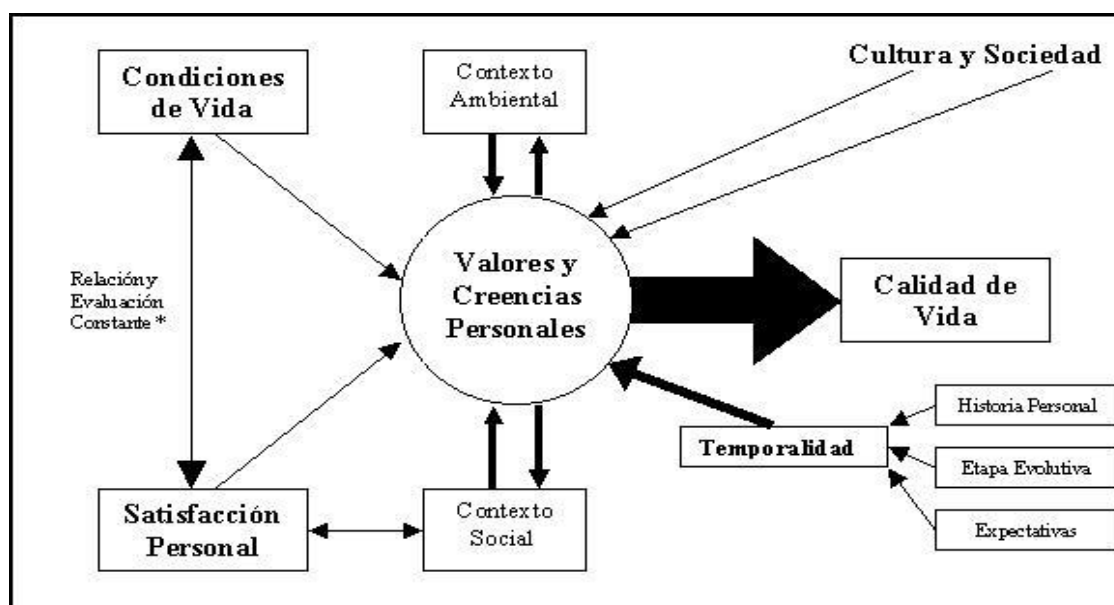 Condiciones
de Vida
Contexto
Ambiental
Cultura y Sociedad
Relación y
Evaluación
Constante *
Valores y
Creencias
Personales
Calidad de
Vida
Temporalidad
Historia Personal
Etapa Evolutiva
Expectativas
Satisfacción
Personal
Contexto
Social